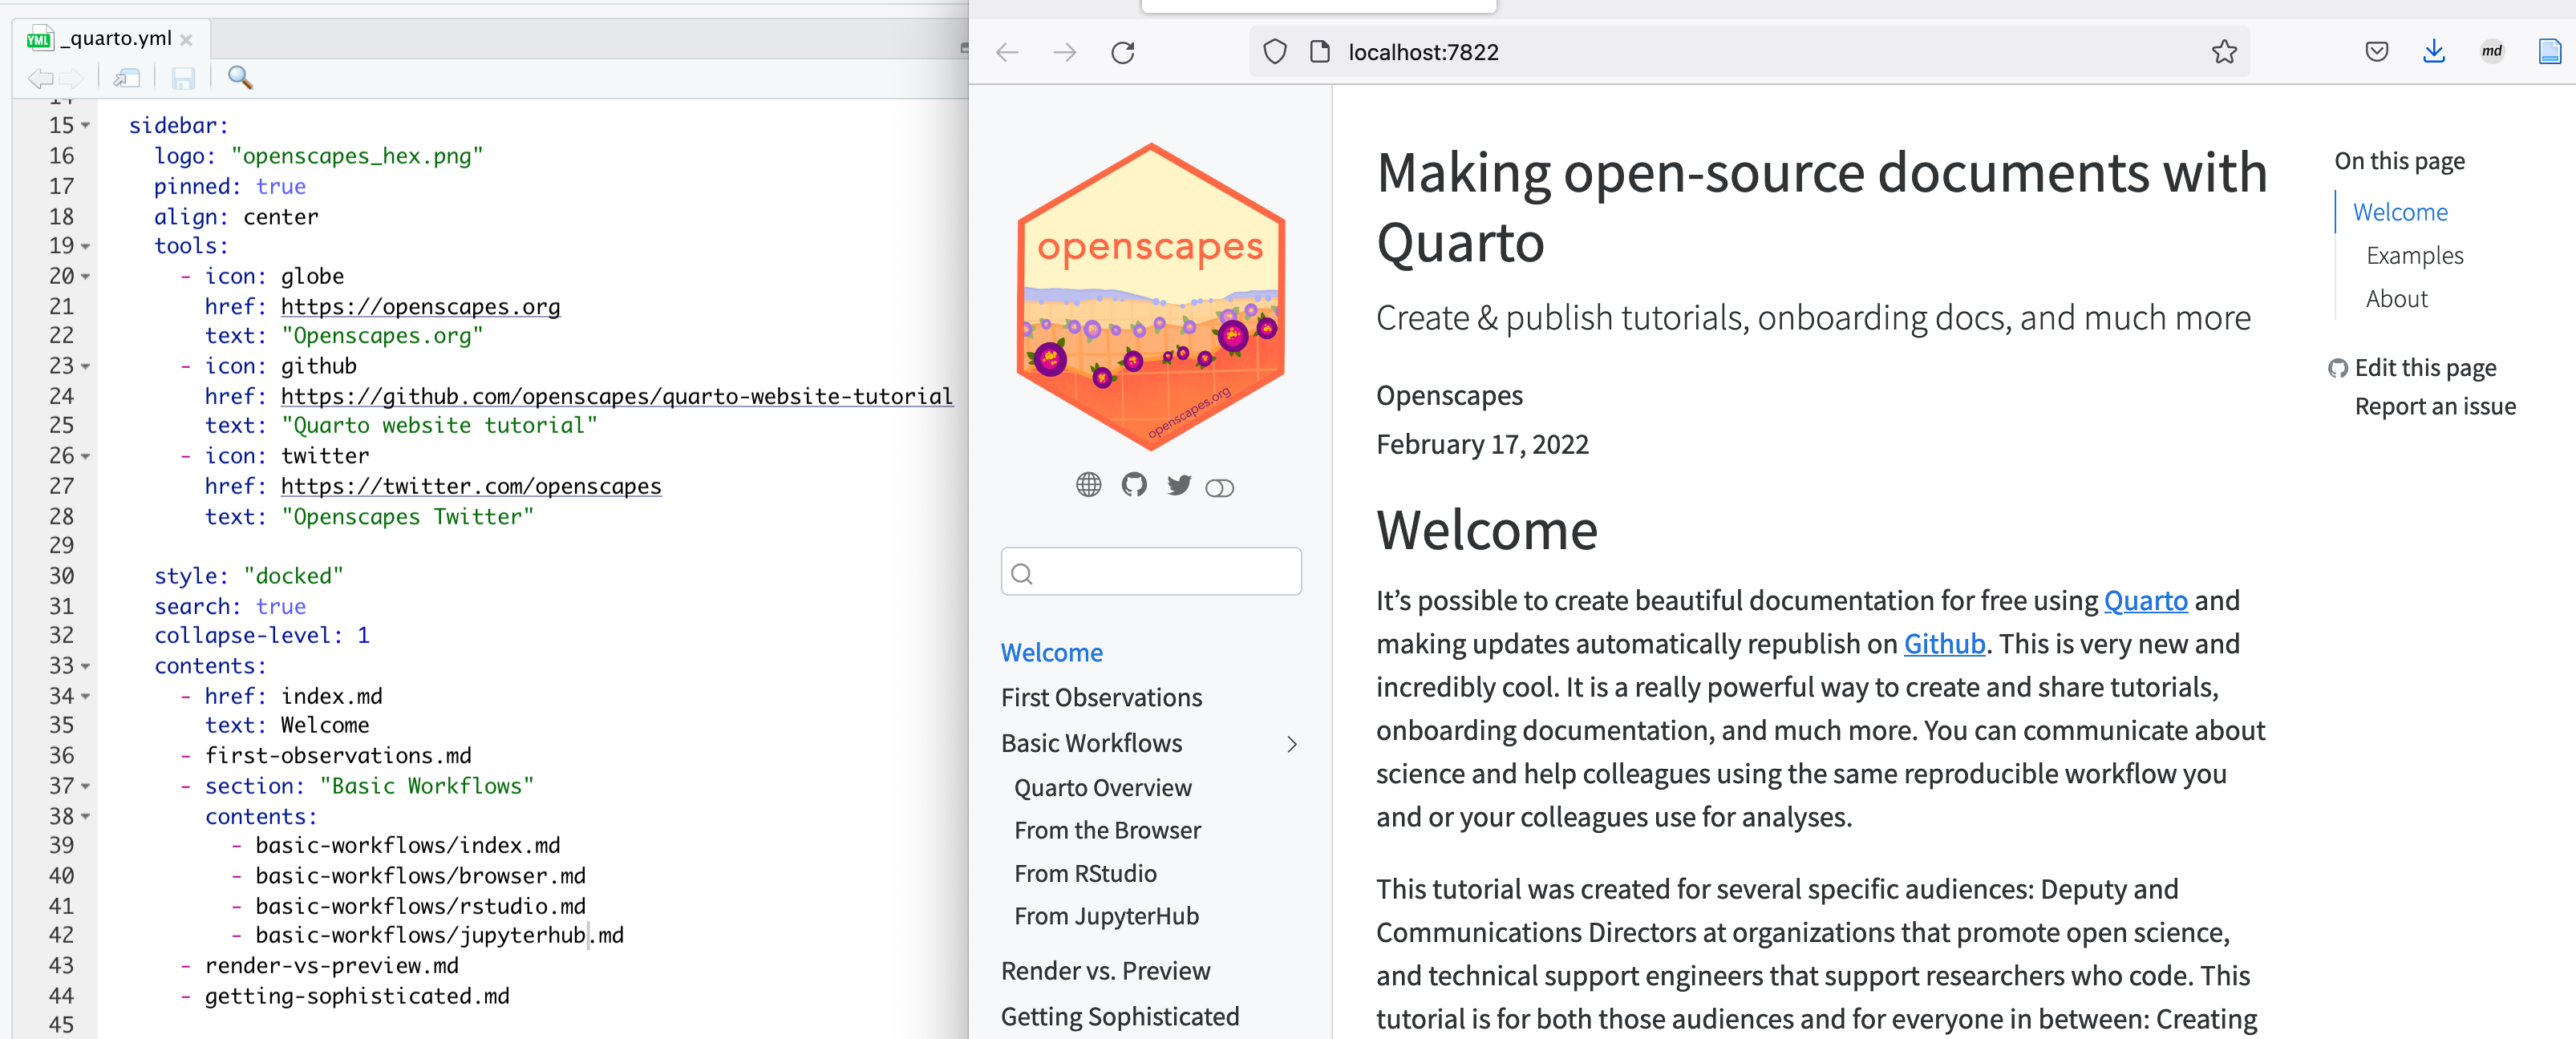 YML _quarto.yml
15 sidebar:
16 logo: "openscapes_hex.png"
17 pinned: true
18 align: center
19 tools:
20 - icon: globe
21 href: https://openscapes.org
22 text: "Openscapes.org"
23 - icon: github
24 href: https://github.com/openscapes/quarto-website-tutorial
25 text: "Quarto website tutorial"
26 - icon: twitter
27 href: https://twitter.com/openscapes
28 text: "Openscapes Twitter"
29
30 style: "docked"
31 search: true
32 collapse-level: 1
33 contents:
34 - href: index.md
35 text: Welcome
36 - first-observations.md
37 - section: "Basic Workflows"
38 contents:
39 - basic-workflows/index.md
40 - basic-workflows/browser.md
41 - basic-workflows/rstudio.md
42 - basic-workflows/jupyterhub.md
43 - render-vs-preview.md
44 - getting-sophisticated.md
45
localhost:7822
md
openscapes
openscapes.org
Welcome
First Observations
Basic Workflows
Quarto Overview
From the Browser
From RStudio
From JupyterHub
Render vs. Preview
Getting Sophisticated
Making open-source documents with
Quarto
Create & publish tutorials, onboarding docs, and much more
Openscapes
February 17, 2022
Welcome
It's possible to create beautiful documentation for free using Quarto and
making updates automatically republish on Github. This is very new and
incredibly cool. It is a really powerful way to create and share tutorials,
onboarding documentation, and much more. You can communicate about
science and help colleagues using the same reproducible workflow you
and or your colleagues use for analyses.
This tutorial was created for several specific audiences: Deputy and
Communications Directors at organizations that promote open science,
and technical support engineers that support researchers who code. This
tutorial is for both those audiences and for everyone in between: Creating
On this page
Welcome
Examples
About
Edit this page
Report an issue